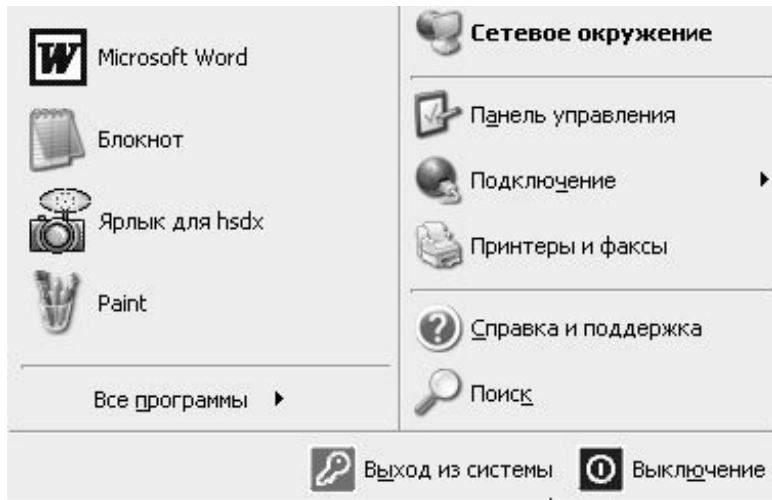 Microsoft Word
Блокнот
Ярлык для hsdx
Paint
Все программы
Сетевое окружение
Панель управления
Подключение
Принтеры и факсы
Справка и поддержка
Поиск
Выход из системы
Выключение